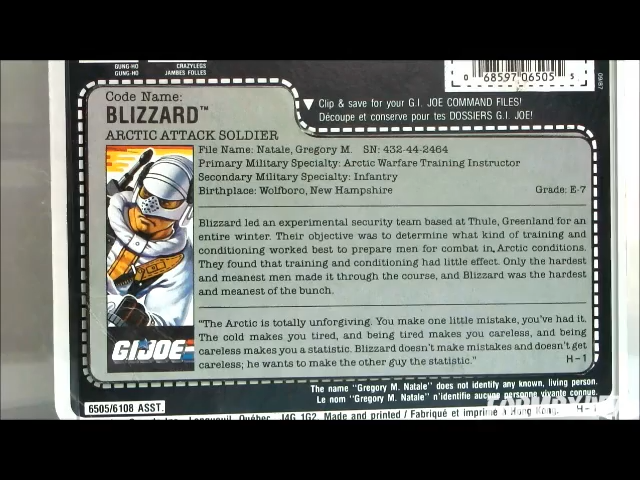 GUNG-HO
GUNG-HO
CRAZYLEGS
JAMBES FOLLES
0 68597 06505 5
09/87
Clip & save for your G.I. JOE COMMAND FILES!
Découpe et conserve pour tes DOSSIERS G.I. JOE!
Code Name:
BLIZZARD™
ARCTIC ATTACK SOLDIER
File Name: Natale, Gregory M. SN: 432-44-2464
Primary Military Specialty: Arctic Warfare Training Instructor
Secondary Military Specialty: Infantry
Birthplace: Wolfboro, New Hampshire Grade: E-7
Blizzard led an experimental security team based at Thule, Greenland for an
entire winter. Their objective was to determine what kind of training and
conditioning worked best to prepare men for combat in Arctic conditions.
They found that training and conditioning had little effect. Only the hardest
and meanest men made it through the course, and Blizzard was the hardest
and meanest of the bunch.
"The Arctic is totally unforgiving. You make one little mistake, you've had it.
The cold makes you tired, and being tired makes you careless, and being
careless makes you a statistic. Blizzard doesn't make mistakes and doesn't get
careless; he wants to make the other guy the statistic."
H-1
G.I. JOE
The name "Gregory M. Natale" does not identify any known, living person.
Le nom "Gregory M. Natale" n'identifie aucune personne vivante connue.
6505/6108 ASST.
Longueuil, Québec, J4G 1G2. Made and printed / Fabriqué et imprimé à Hong Kong. H-1